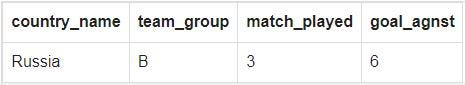 country_name team_group match_played goal_agnst
Russia B 3 6